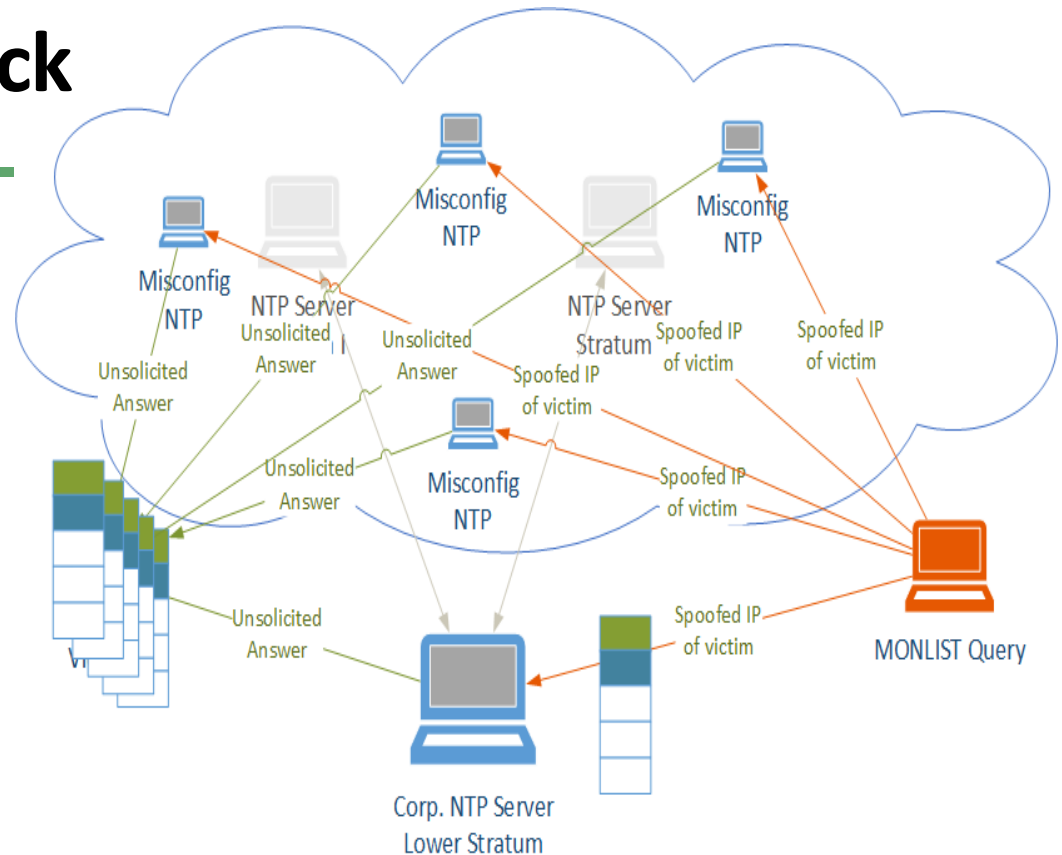 ck
Misconfig
NTP
Misconfig
NTP
Misconfig
NTP
NTP Server
NTP Server
Stratum
Unsolicited
Answer
Unsolicited
Answer
Unsolicited
Answer
Spoofed IP
of victim
Spoofed IP
of victim
Spoofed IP
of victim
Misconfig
NTP
Unsolicited
Answer
Spoofed IP
of victim
Unsolicited
Answer
Spoofed IP
of victim
MONLIST Query
Corp. NTP Server
Lower Stratum